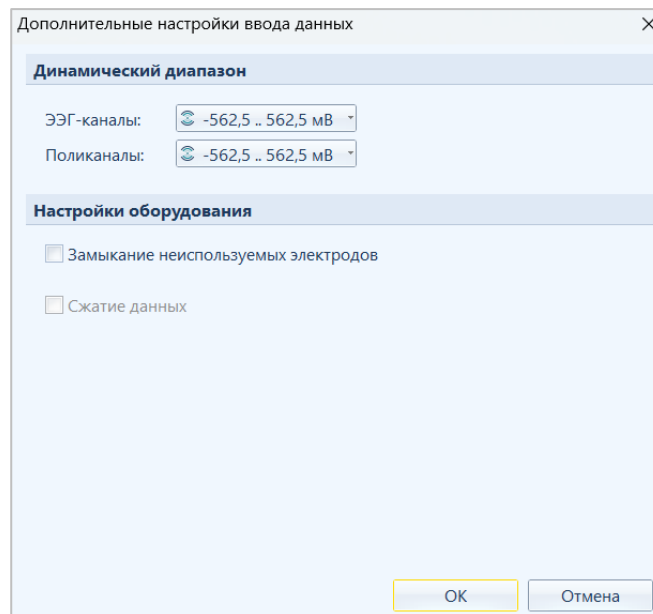 Дополнительные настройки ввода данных
Динамический диапазон
ЭЭГ-каналы: -562,5 .. 562,5 мВ
Поликаналы: -562,5 .. 562,5 мВ
Настройки оборудования
Замыкание неиспользуемых электродов
Сжатие данных
ОК Отмена